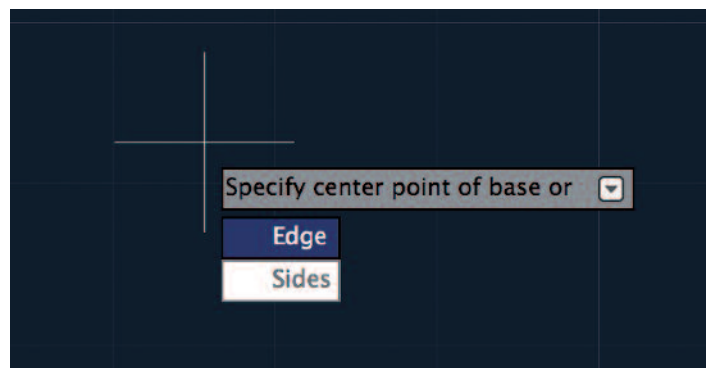 Specify center point of base or
Edge
Sides